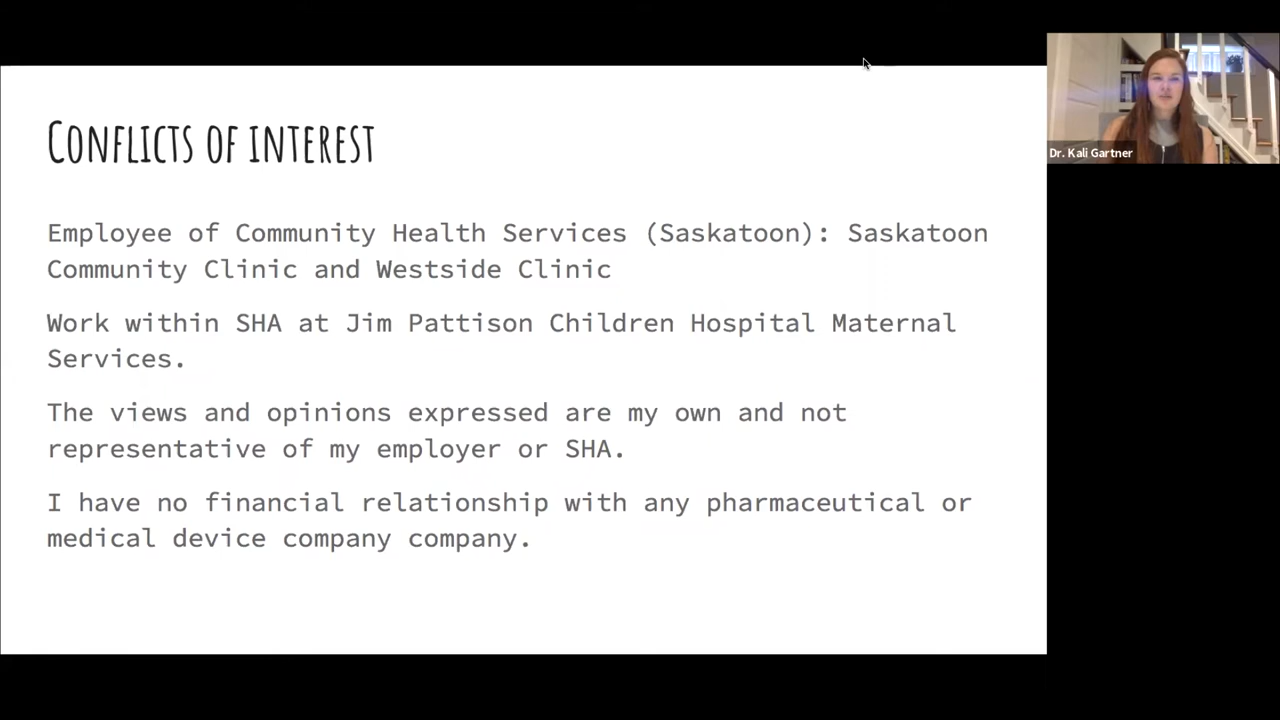 Conflicts of interest
Employee of Community Health Services (Saskatoon): Saskatoon
Community Clinic and Westside Clinic
Work within SHA at Jim Pattison Children Hospital Maternal
Services.
The views and opinions expressed are my own and not
representative of my employer or SHA.
I have no financial relationship with any pharmaceutical or
medical device company company.
Dr. Kali Gartner